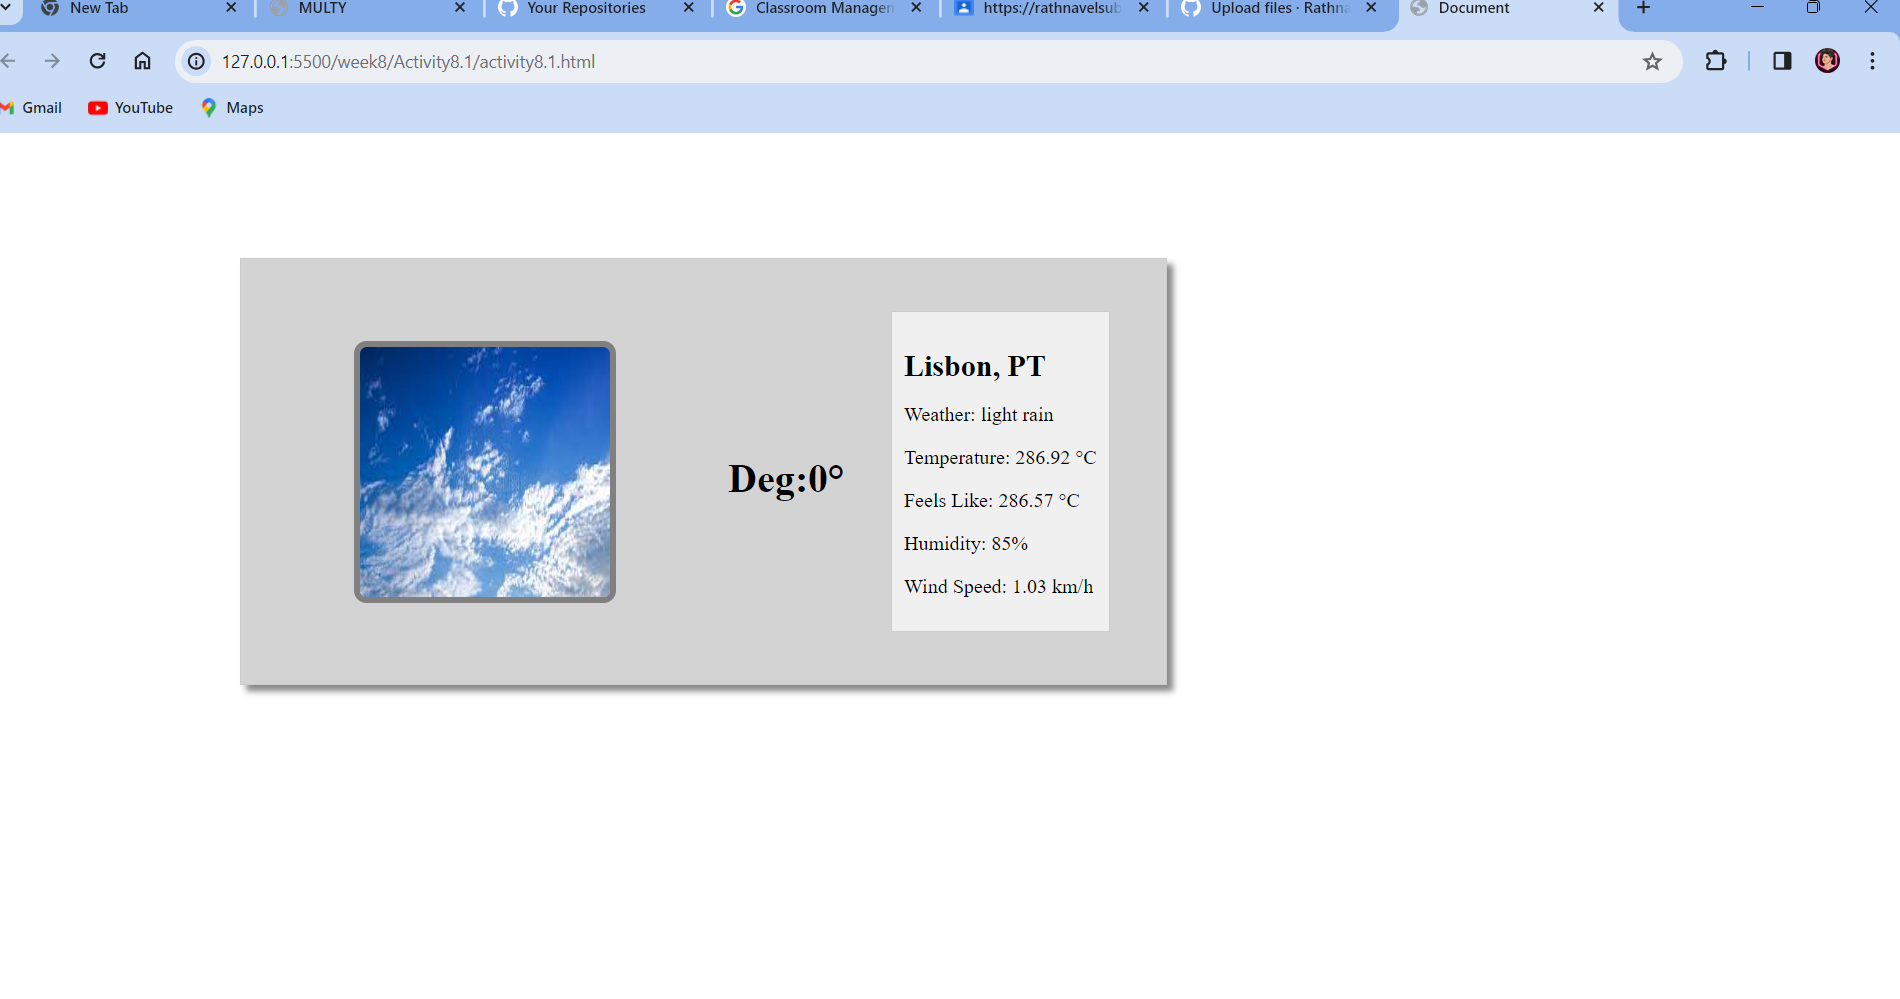 New Tab
MULTY
Your Repositories
Classroom Managen
https://rathnavelsub
Upload files · Rathna
Document
127.0.0.1:5500/week8/Activity8.1/activity8.1.html
Gmail
YouTube
Maps
Deg:0°
Lisbon, PT
Weather: light rain
Temperature: 286.92 °C
Feels Like: 286.57 °C
Humidity: 85%
Wind Speed: 1.03 km/h